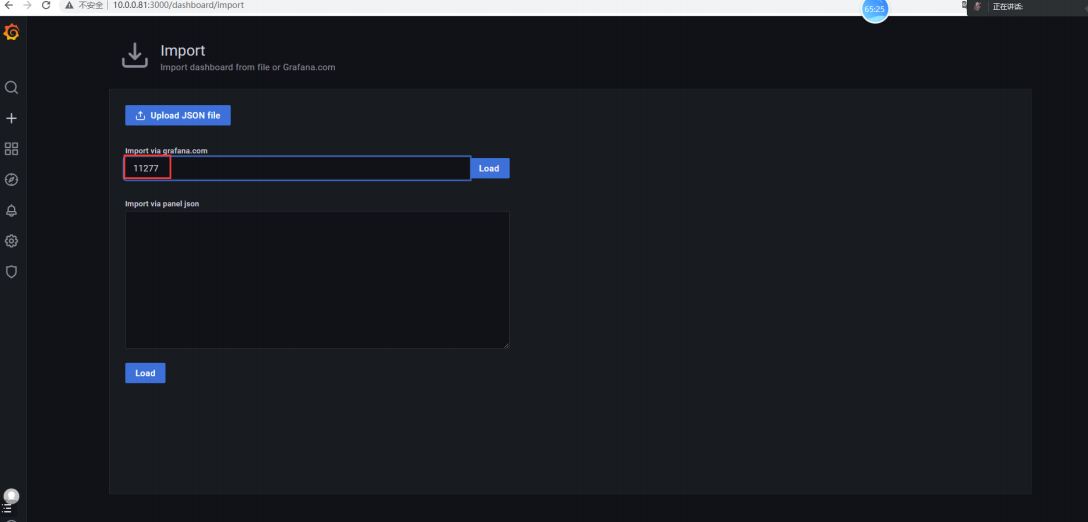 不安全 | 10.0.0.81:3000/dashboard/import
65:25
正在讲话:
Import
Import dashboard from file or Grafana.com
Upload JSON file
Import via grafana.com
11277
Load
Import via panel json
Load